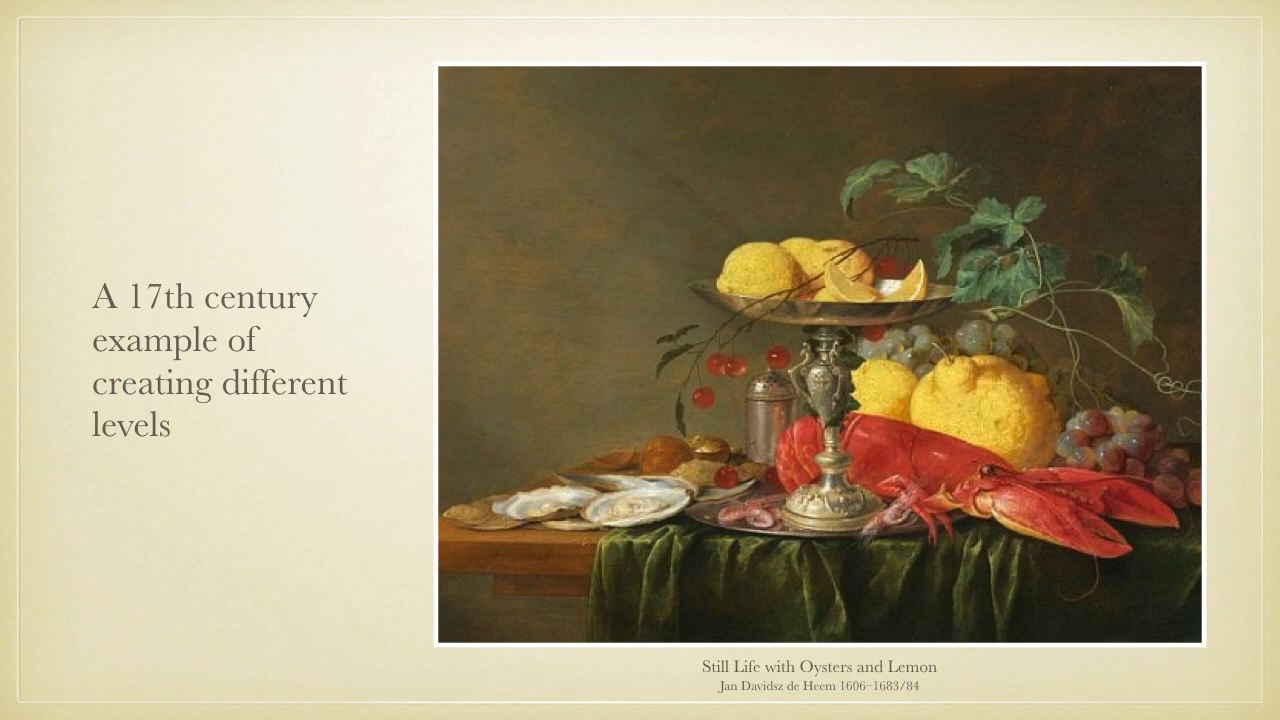 A 17th century
example of
creating different
levels
Still Life with Oysters and Lemon
Jan Davidsz de Heem 1606–1683/84